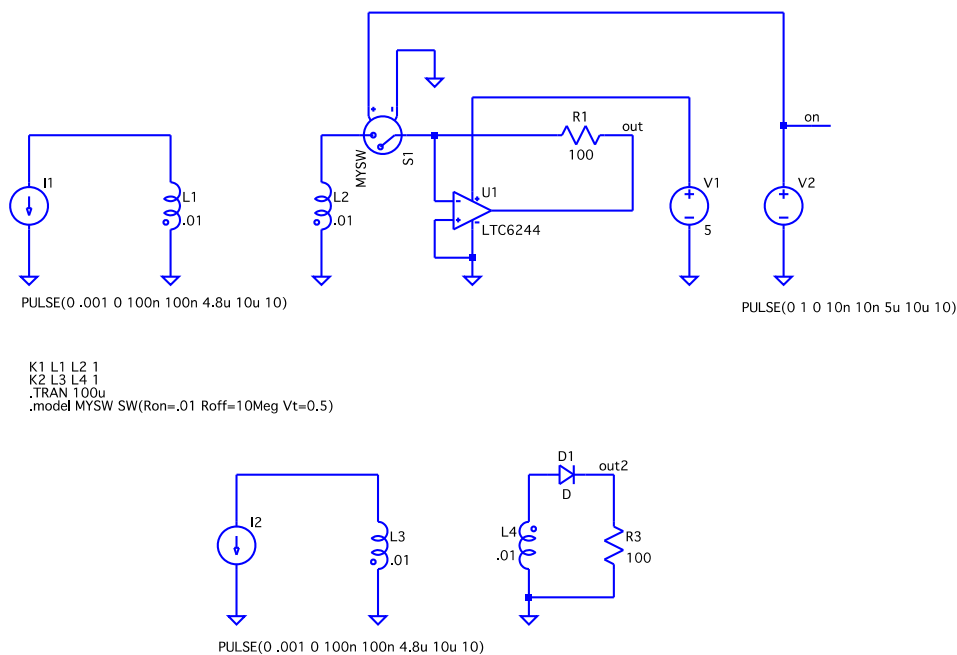 + -
MYSW
S1
R1
100
out
on
I1
L1
.01
L2
.01
U1
- +
+ -
LTC6244
V1
+
-
5
V2
+
-
PULSE(0 .001 0 100n 100n 4.8u 10u 10)
PULSE(0 1 0 10n 10n 5u 10u 10)
K1 L1 L2 1
K2 L3 L4 1
.TRAN 100u
.model MYSW SW(Ron=.01 Roff=10Meg Vt=0.5)
D1
D
out2
I2
L3
.01
L4
.01
R3
100
PULSE(0 .001 0 100n 100n 4.8u 10u 10)